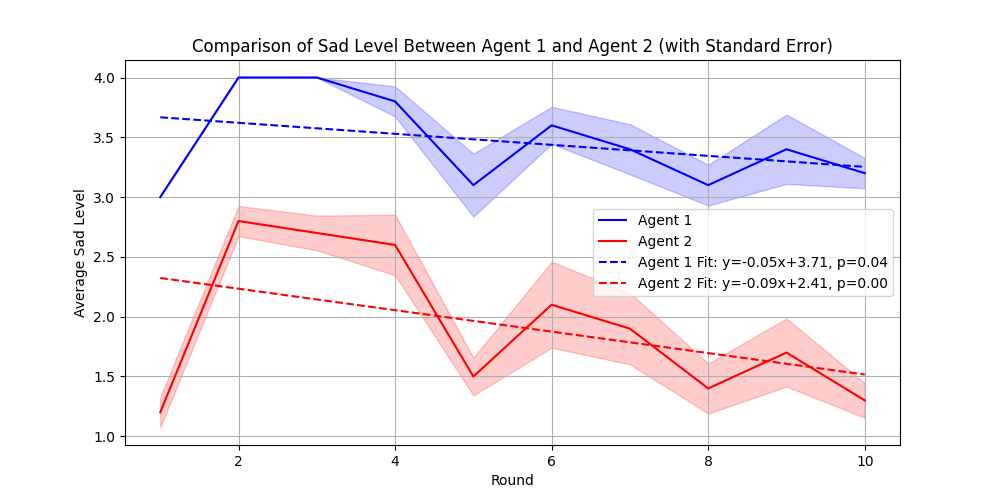 Comparison of Sad Level Between Agent 1 and Agent 2 (with Standard Error)
Average Sad Level
4.0
3.5
3.0
2.5
2.0
1.5
1.0
Agent 1
Agent 2
Agent 1 Fit: y=-0.05x+3.71, p=0.04
Agent 2 Fit: y=-0.09x+2.41, p=0.00
2
4
6
8
10
Round